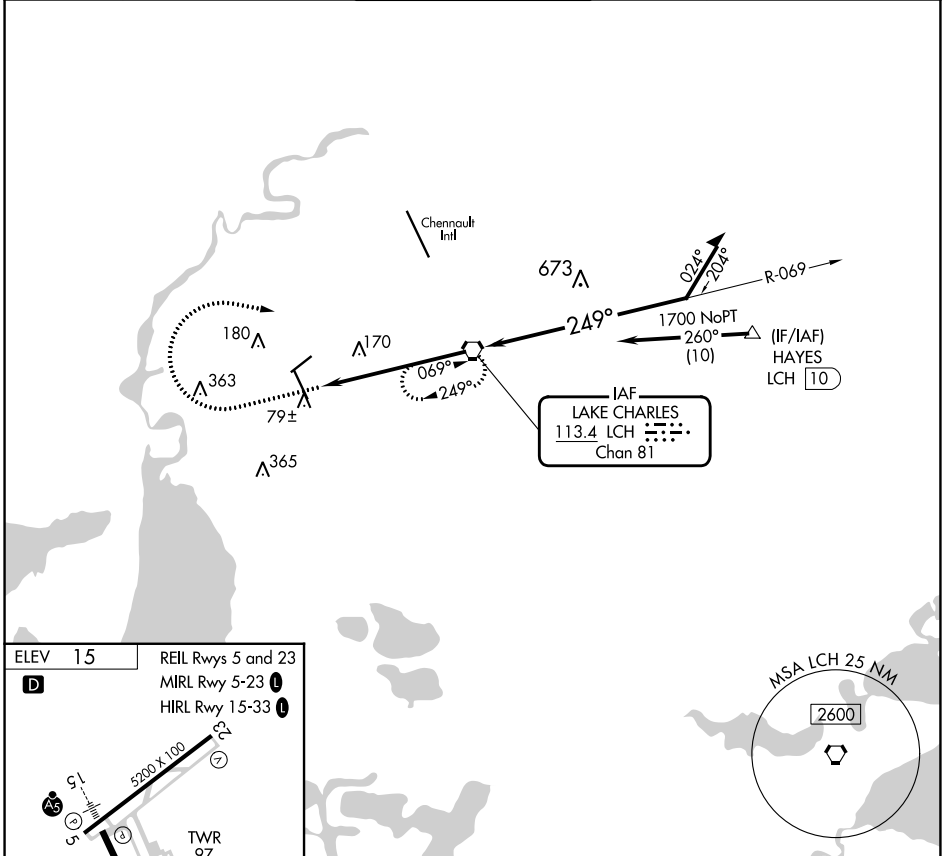 Chennault
Intl
673
024°
204°
R-069
249°
1700 NoPT
260°
(10)
(IF/IAF)
HAYES
LCH 10
180
170
363
069°
249°
79±
365
IAF
LAKE CHARLES
113.4 LCH
Chan 81
ELEV 15
D
REIL Rwys 5 and 23
MIRL Rwy 5-23 L
HIRL Rwy 15-33 L
23
5200 X 100
V
15
A5
P
5
P
TWR
97
MSA LCH 25 NM
2600